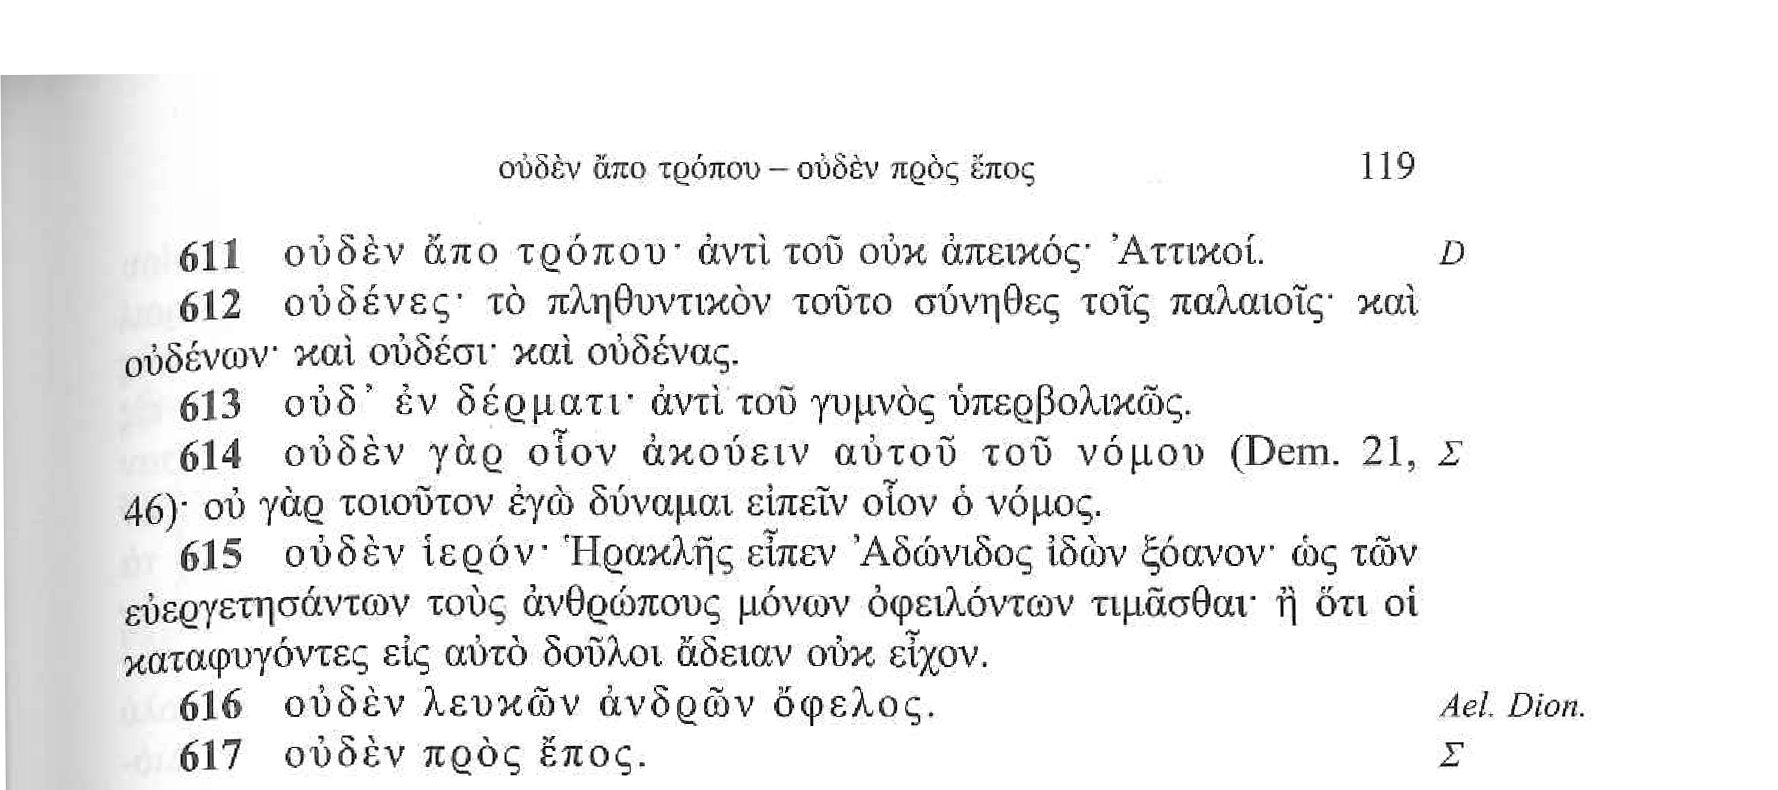 οὐδὲν ἄπο τρόπου – οὐδὲν πρὸς ἔπος 119
611 οὐδὲν ἄπο τρόπου· ἀντὶ τοῦ οὐκ ἀπεικός· Ἀττικοί. D
612 οὐδένες· τὸ πληθυντικὸν τοῦτο σύνηθες τοῖς παλαιοῖς· καὶ
οὐδένων· καὶ οὐδέσι· καὶ οὐδένας.
613 οὐδ’ ἐν δέρματι· ἀντὶ τοῦ γυμνὸς ὑπερβολικῶς.
614 οὐδὲν γὰρ οἷον ἀκούειν αὐτοῦ τοῦ νόμου (Dem. 21, Σ
46)· οὐ γὰρ τοιοῦτον ἐγὼ δύναμαι εἰπεῖν οἷον ὁ νόμος.
615 οὐδὲν ἱερόν· Ἡρακλῆς εἶπεν Ἀδώνιδος ἰδὼν ξόανον· ὡς τῶν
εὐεργετησάντων τοὺς ἀνθρώπους μόνων ὀφειλόντων τιμᾶσθαι· ἢ ὅτι οἱ
καταφυγόντες εἰς αὐτὸ δοῦλοι ἄδειαν οὐκ εἶχον.
616 οὐδὲν λευκῶν ἀνδρῶν ὄφελος. Ael. Dion.
617 οὐδὲν πρὸς ἔπος. Σ